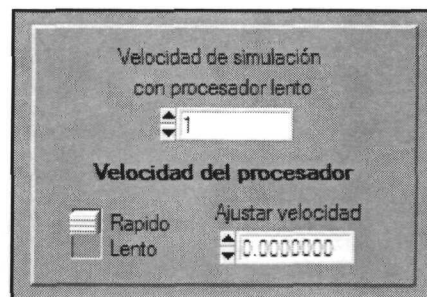 Velocidad de simulación
con procesador lento
1
Velocidad del procesador
Rapido
Ajustar velocidad
Lento
0.0000000